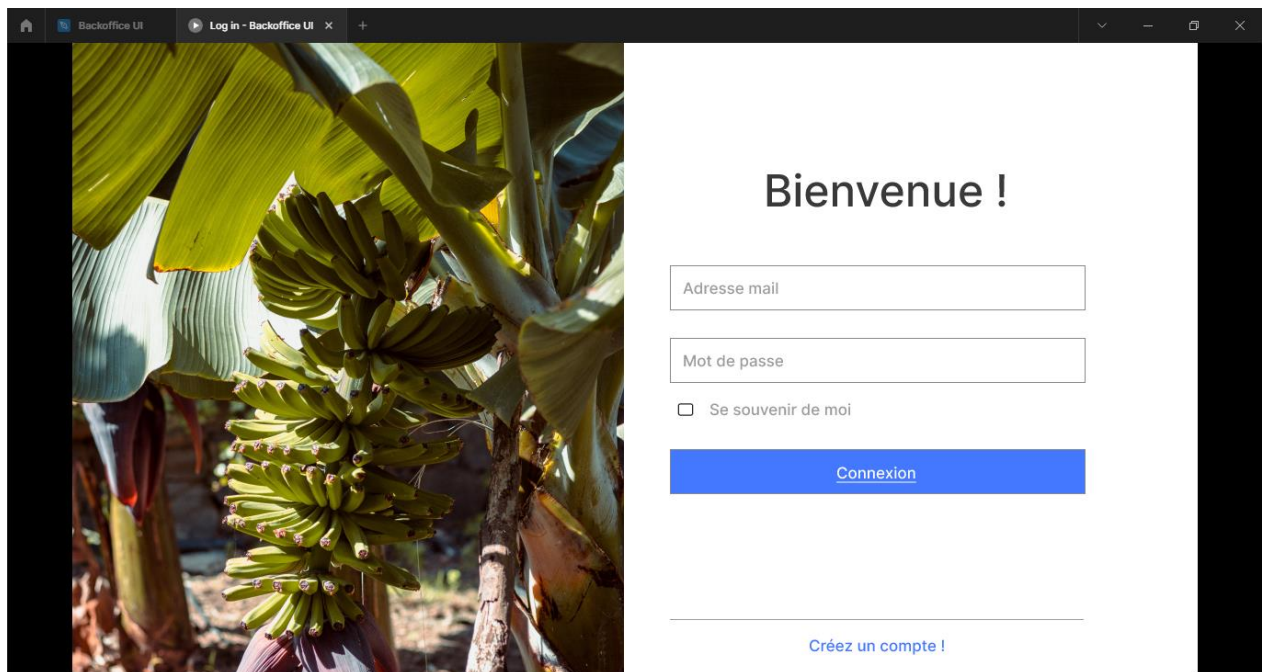 Backoffice UI
Log in - Backoffice UI
Bienvenue !
Adresse mail
Mot de passe
Se souvenir de moi
Connexion
Créez un compte !